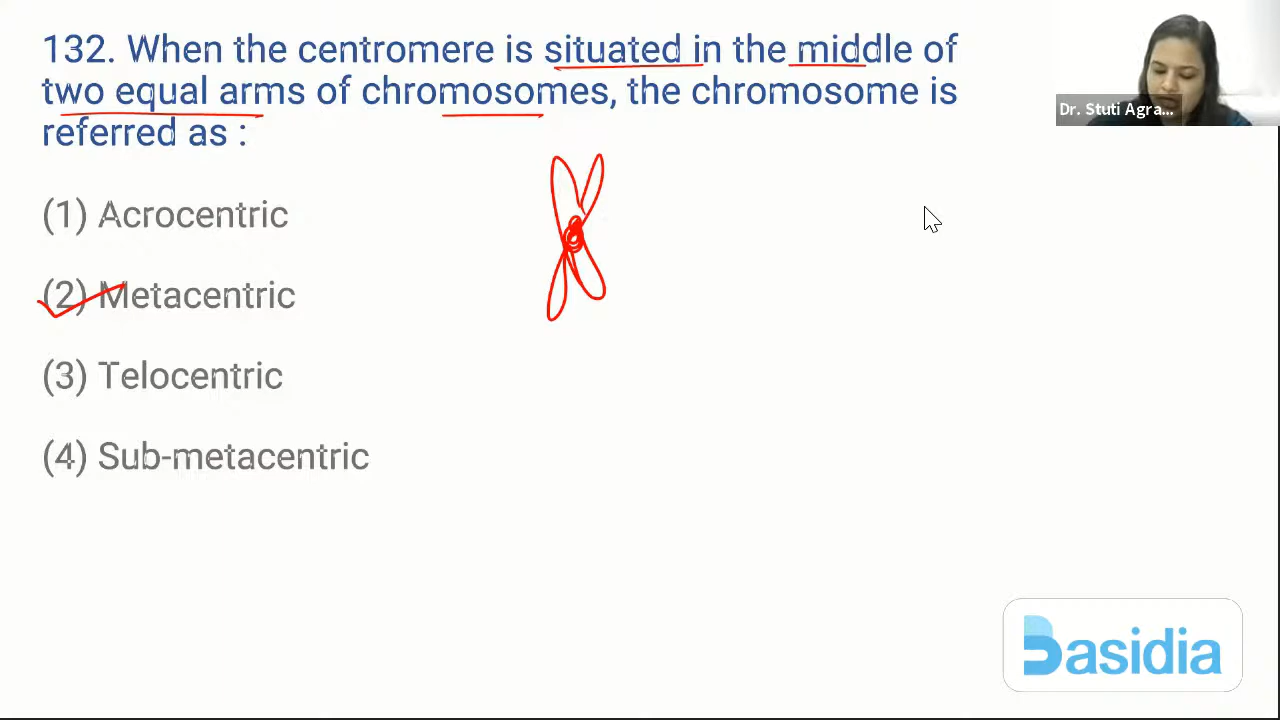 132. When the centromere is situated in the middle of
two equal arms of chromosomes, the chromosome is
referred as :
(1) Acrocentric
(2) Metacentric
(3) Telocentric
(4) Sub-metacentric
Dr. Stuti Agra...
Basidia